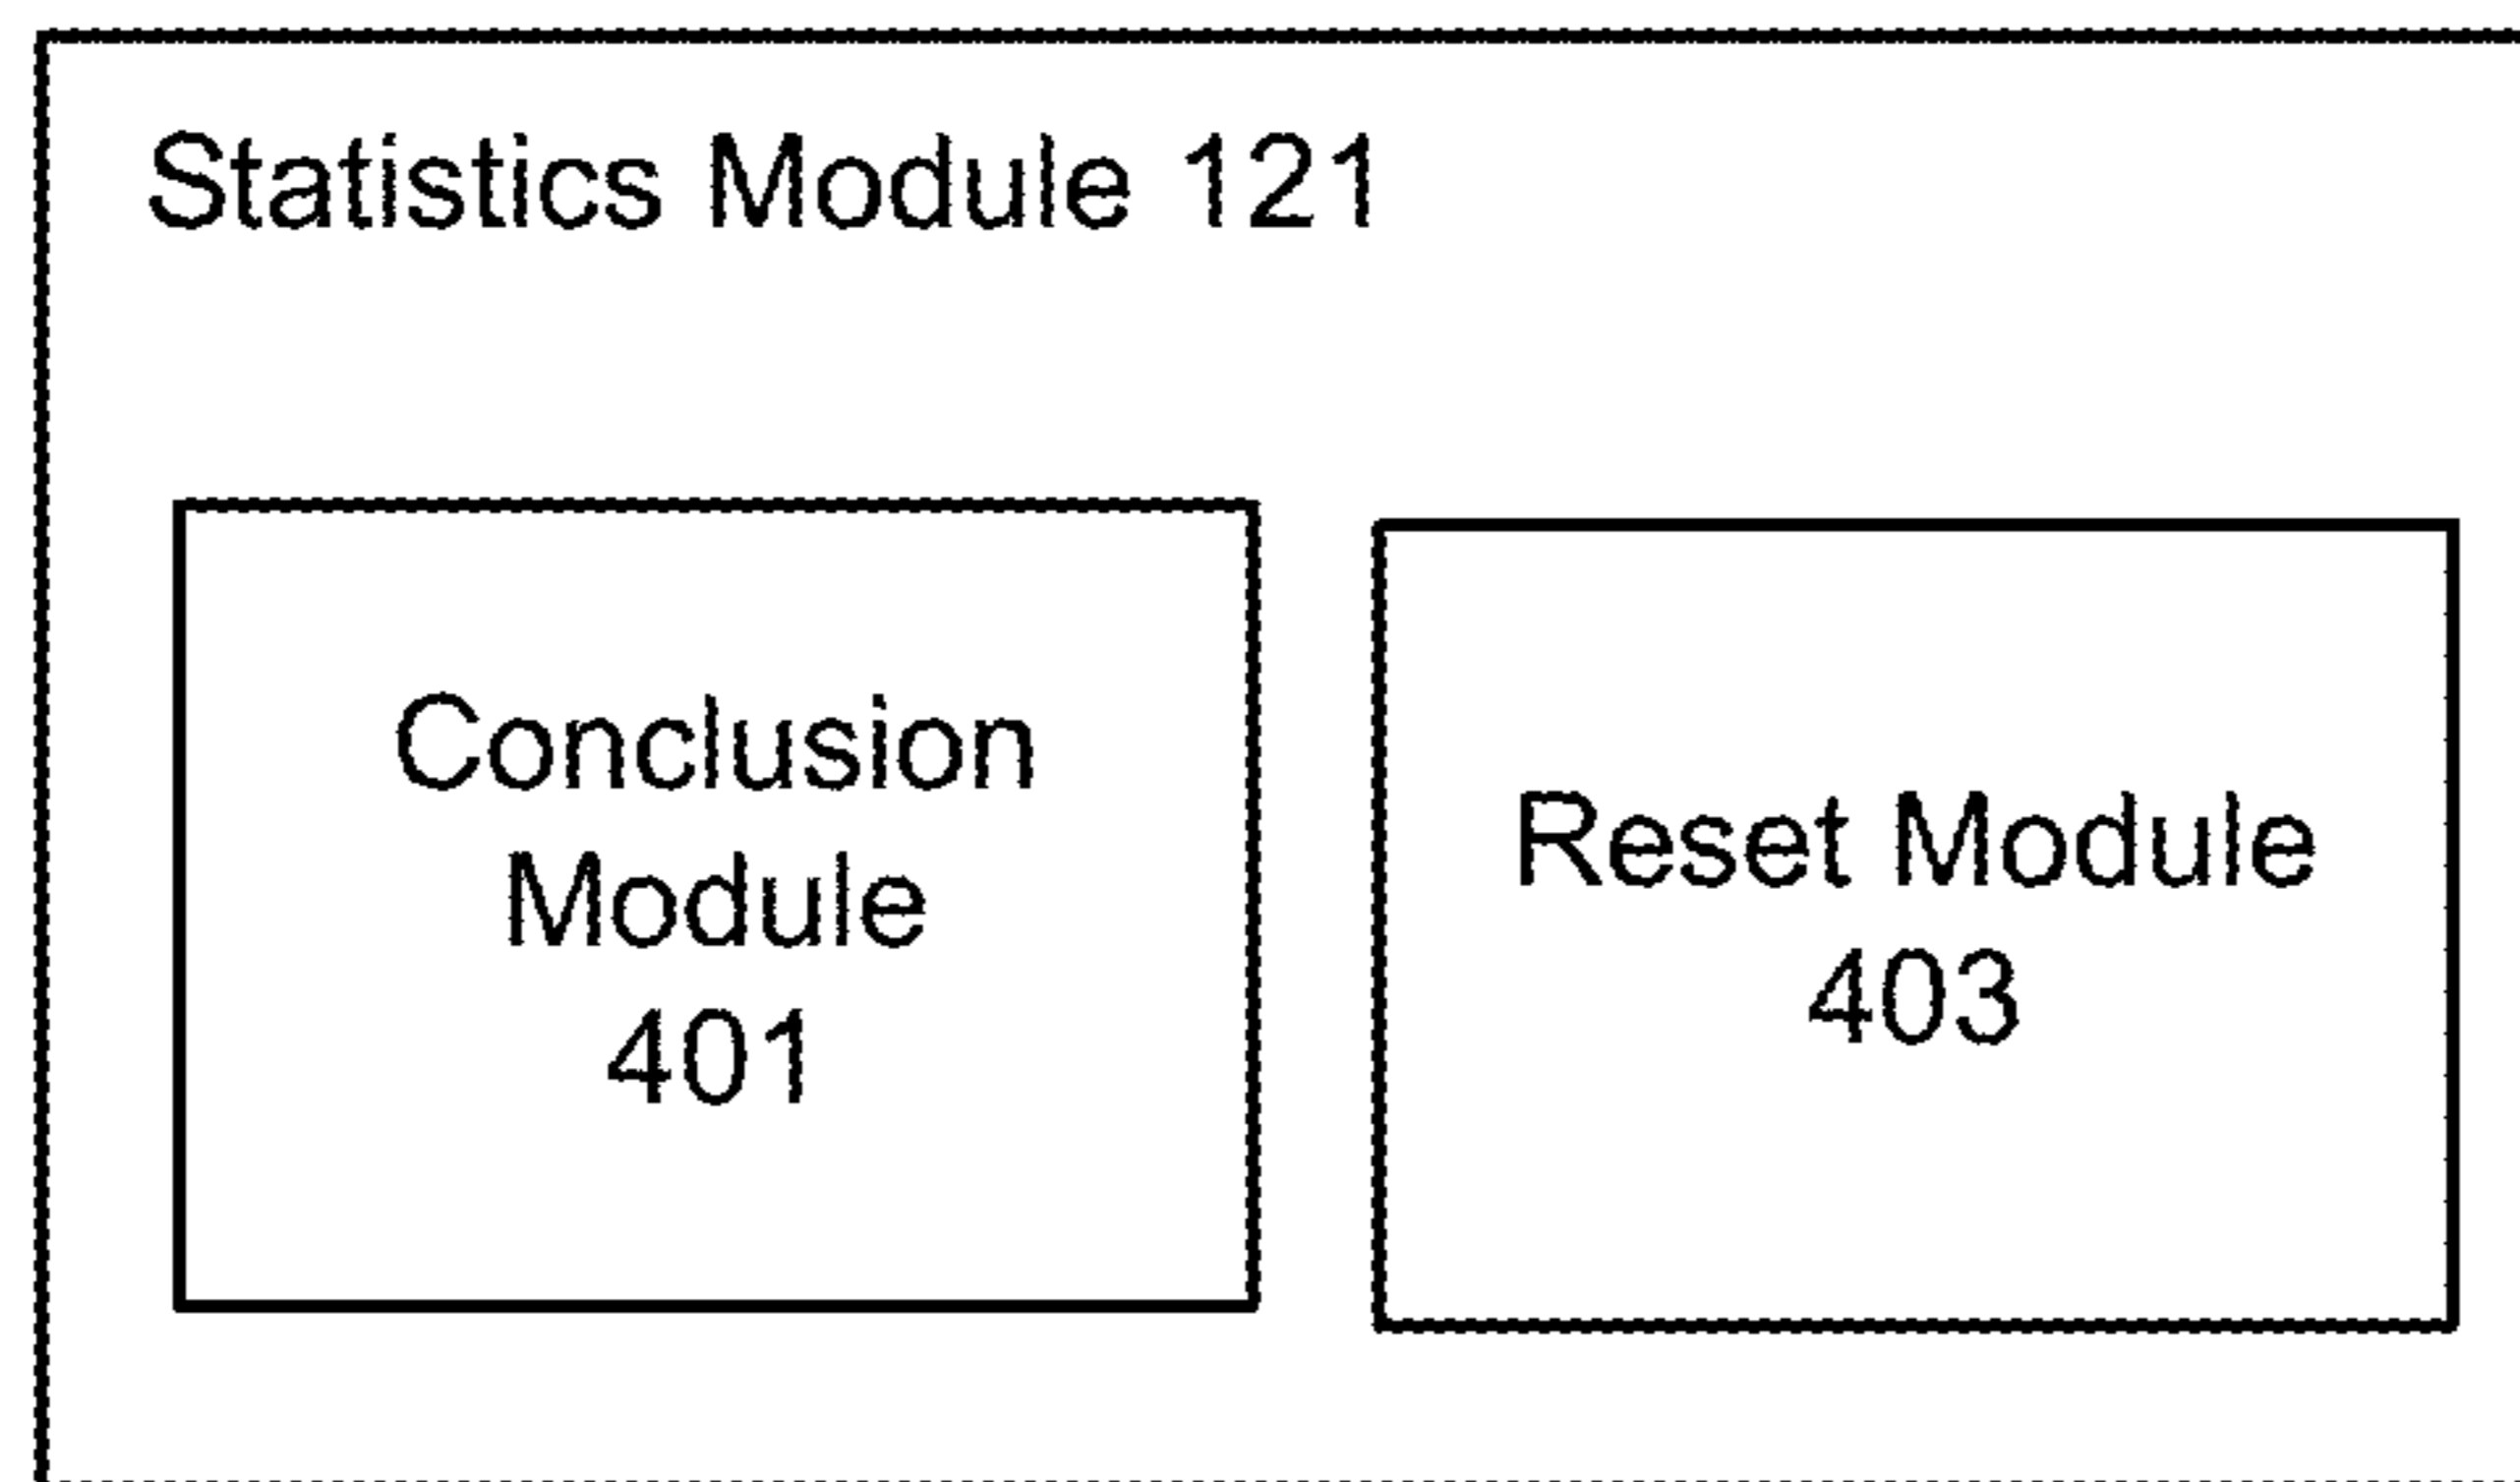 Statistics Module 121
Conclusion
Module
401
Reset Module
403